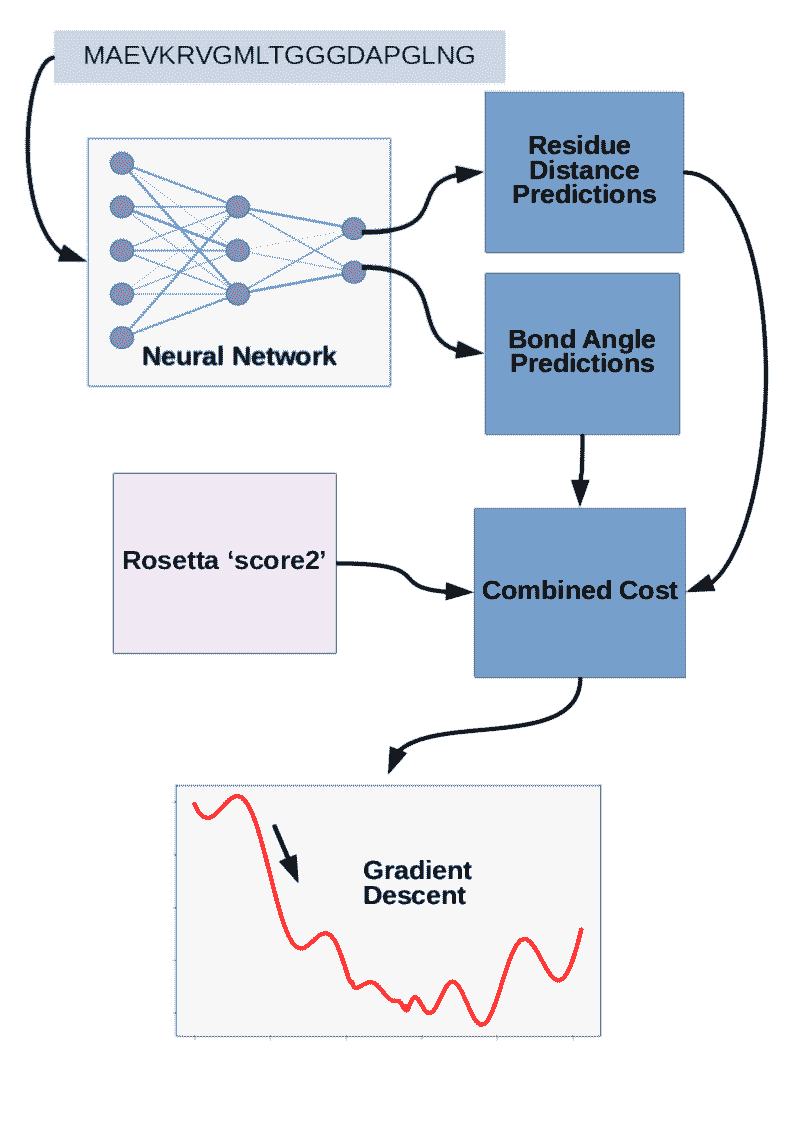 MAEVKRVGMLTGGGDAPGLNG
Residue
Distance
Predictions
Neural Network
Bond Angle
Predictions
Rosetta ‘score2’
Combined Cost
Gradient
Descent